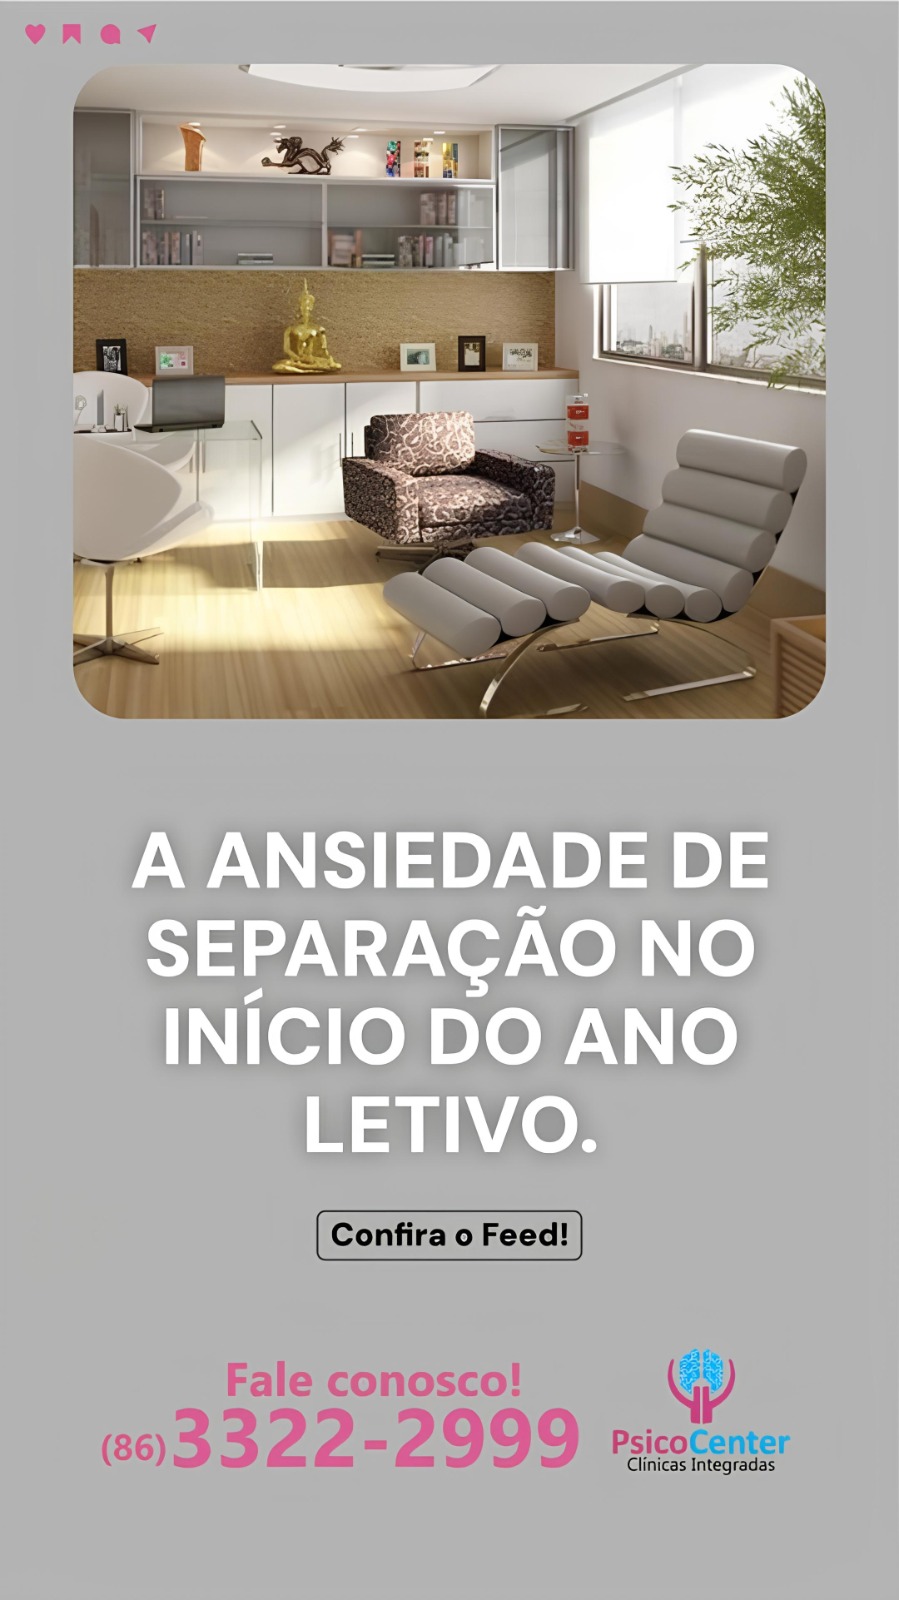 A ANSIEDADE DE
SEPARAÇÃO NO
INÍCIO DO ANO
LETIVO.
Confira o Feed!
Fale conosco!
(86)3322-2999
PsicoCenter
Clínicas Integradas